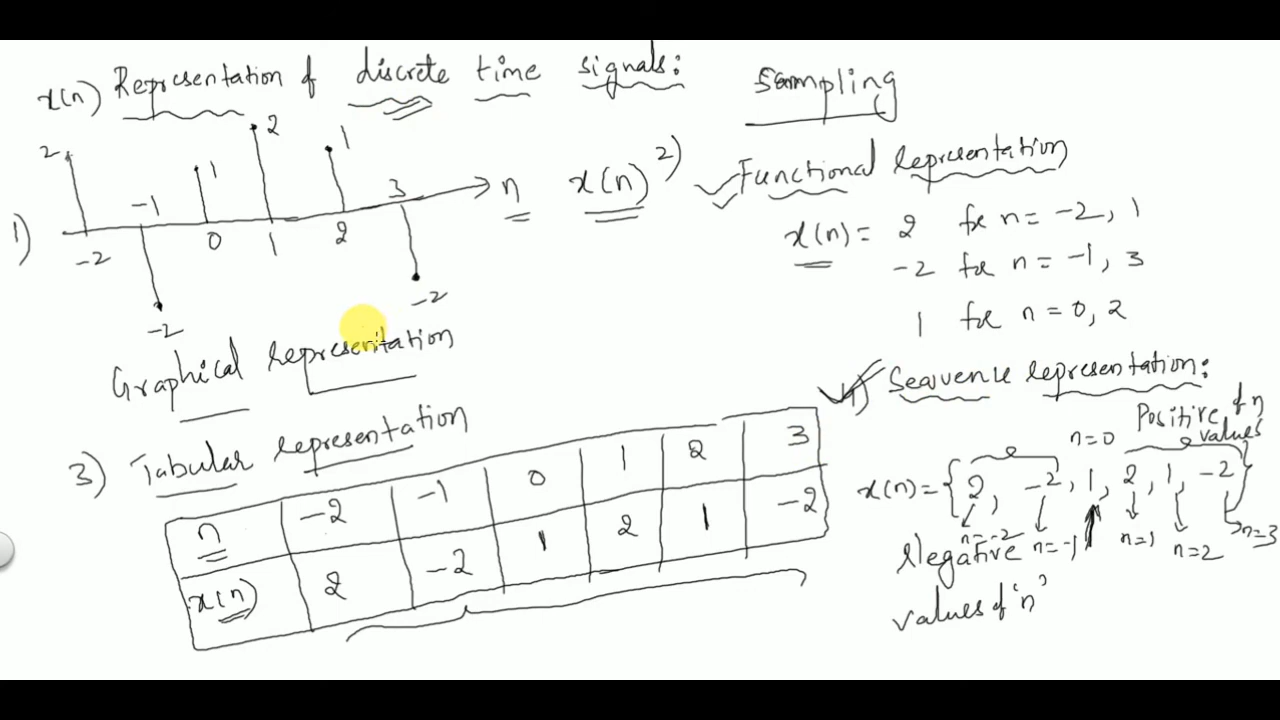 x(n) Representation of discrete time signals:
sampling
1)
2 -2 -1 -2 0 1 1 2 2 1 3 -2 n x(n)
Graphical representation
2) Functional representation
x(n) = 2 for n = -2, 1
-2 for n = -1, 3
1 for n = 0, 2
3) Tabular representation
n -2 -1 0 1 2 3
x(n) 2 -2 1 2 1 -2
4) Sequence representation:
n=0 Positive of n
values
x(n) = {2, -2, 1, 2, 1, -2}
n=-2 n=-1 n=1 n=2 n=3
Negative
values of 'n'